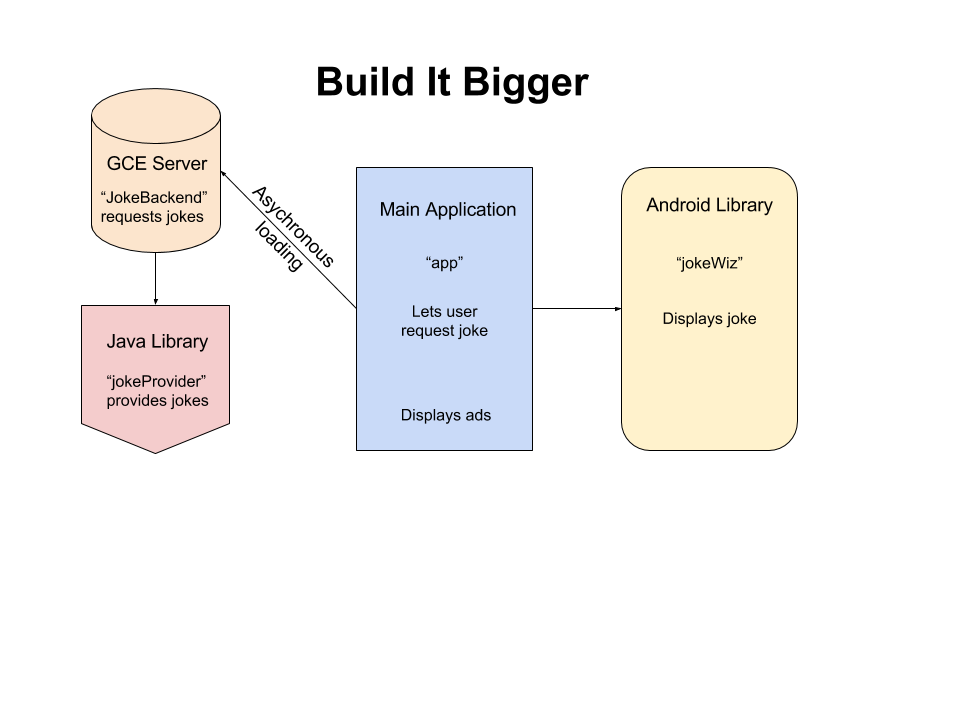 Build It Bigger
GCE Server
“JokeBackend”
requests jokes
Asychronous
loading
Java Library
“jokeProvider”
provides jokes
Main Application
“app”
Lets user
request joke
Displays ads
Android Library
“jokeWiz”
Displays joke